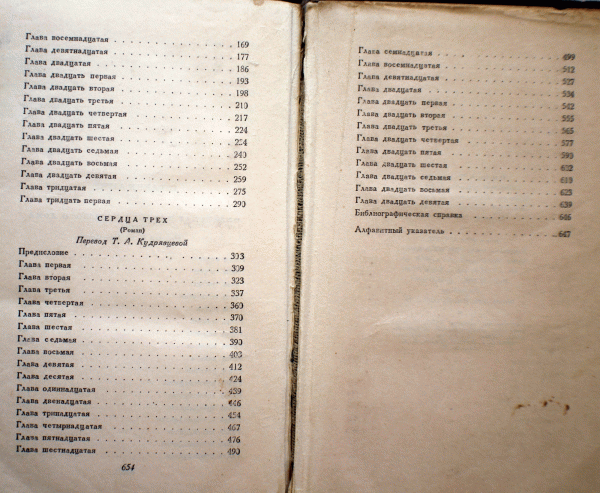 Глава восемнадцатая 169
Глава девятнадцатая 177
Глава двадцатая 186
Глава двадцать первая 193
Глава двадцать вторая 198
Глава двадцать третья 210
Глава двадцать четвертая 217
Глава двадцать пятая 224
Глава двадцать шестая 234
Глава двадцать седьмая 240
Глава двадцать восьмая 252
Глава двадцать девятая 259
Глава тридцатая 275
Глава тридцать первая 290
СЕРДЦА ТРЕХ
(Роман)
Перевод Т. А. Кудрявцевой
Предисловие 303
Глава первая 309
Глава вторая 323
Глава третья 337
Глава четвертая 360
Глава пятая 370
Глава шестая 381
Глава седьмая 390
Глава восьмая 403
Глава девятая 412
Глава десятая 424
Глава одиннадцатая 439
Глава двенадцатая 446
Глава тринадцатая 454
Глава четырнадцатая 467
Глава пятнадцатая 476
Глава шестнадцатая 490
654
Глава семнадцатая 499
Глава восемнадцатая 512
Глава девятнадцатая 527
Глава двадцатая 534
Глава двадцать первая 542
Глава двадцать вторая 555
Глава двадцать третья 565
Глава двадцать четвертая 577
Глава двадцать пятая 590
Глава двадцать шестая 602
Глава двадцать седьмая 615
Глава двадцать восьмая 625
Глава двадцать девятая 639
Библиографическая справка 646
Алфавитный указатель 647